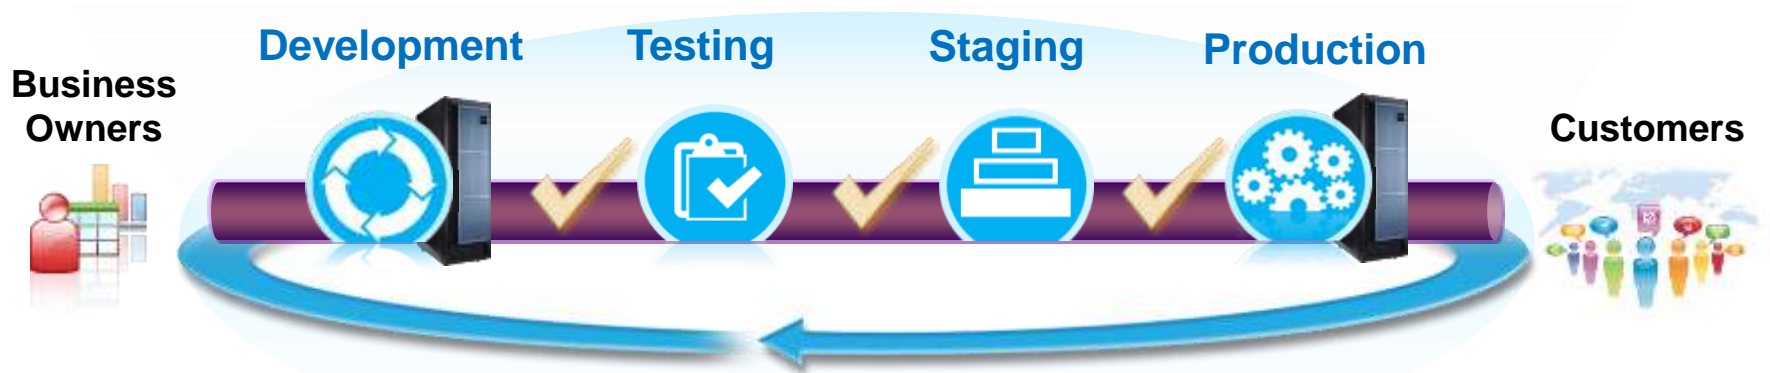 Development
Testing
Staging
Production
Business
Owners
Customers